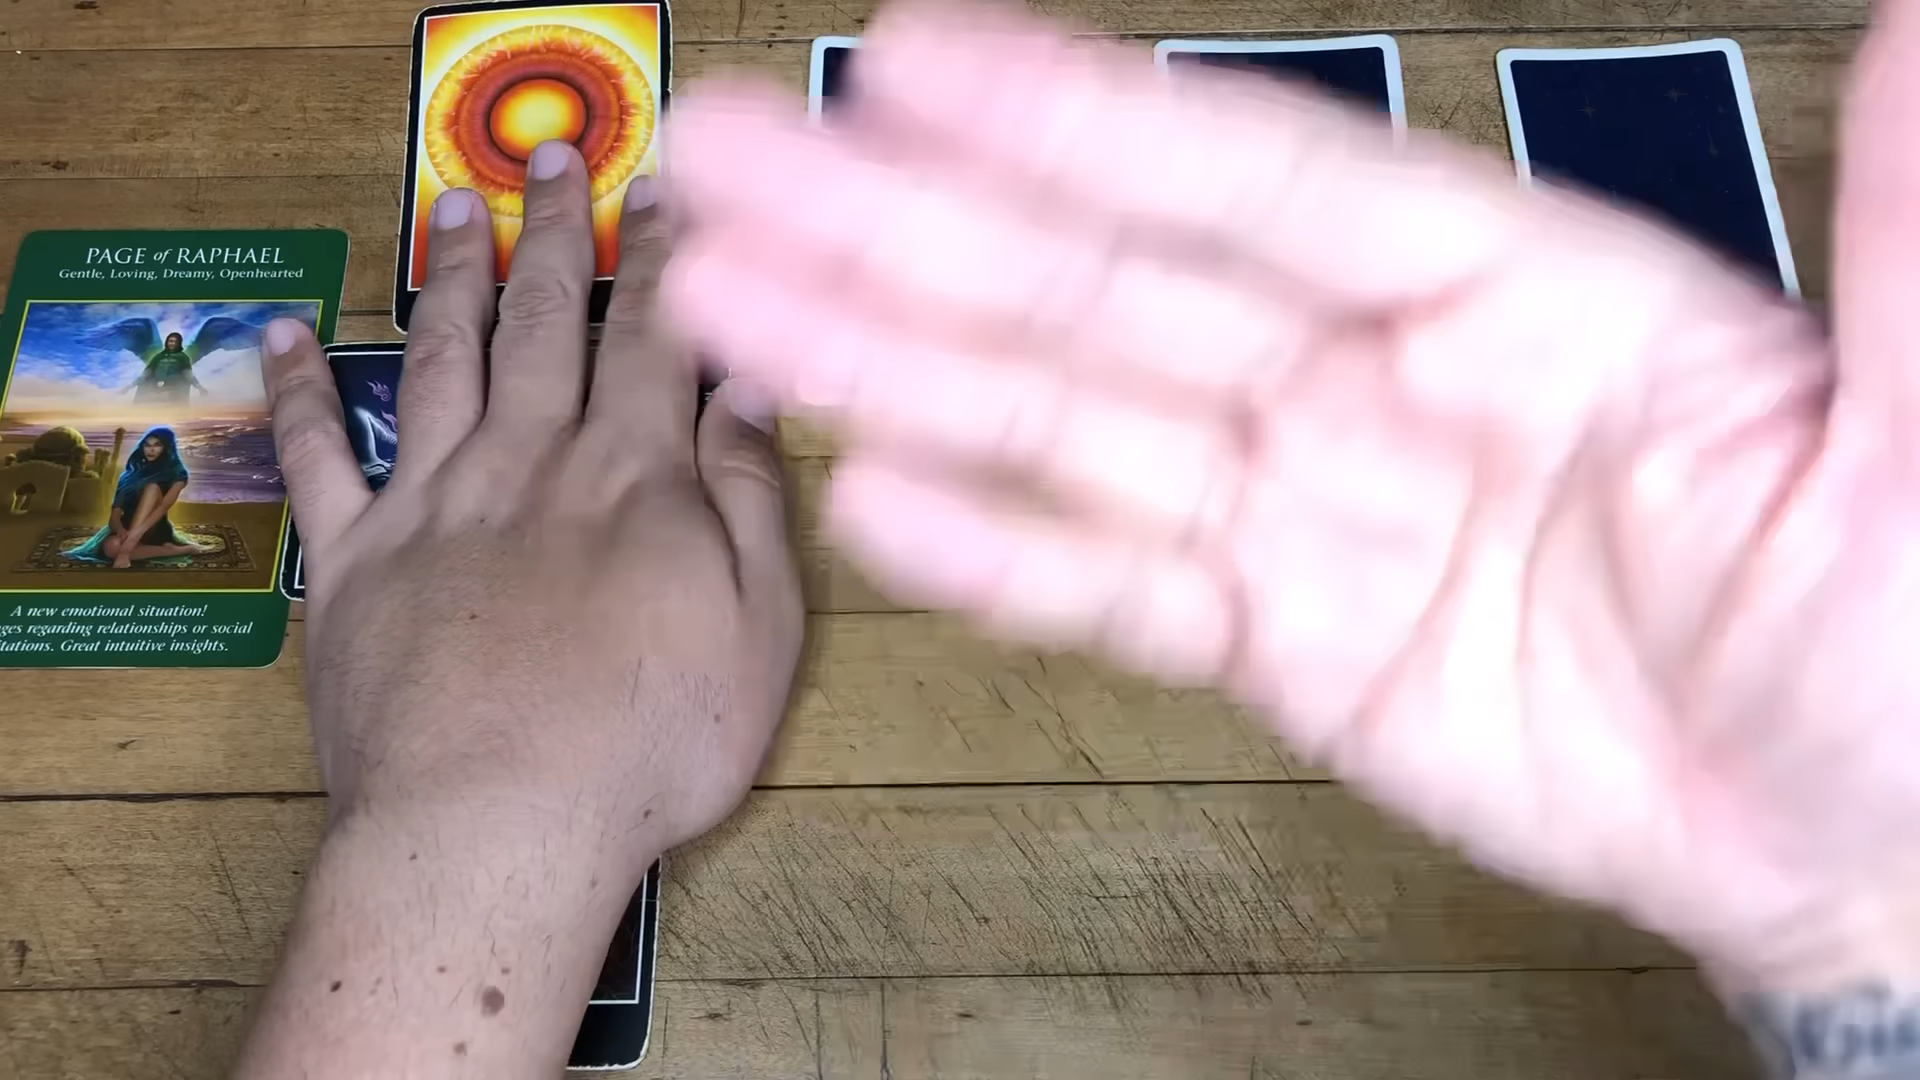 PAGE of RAPHAEL
Gentle, Loving, Dreamy, Openhearted
A new emotional situation!
ges regarding relationships or social
tations. Great intuitive insights.